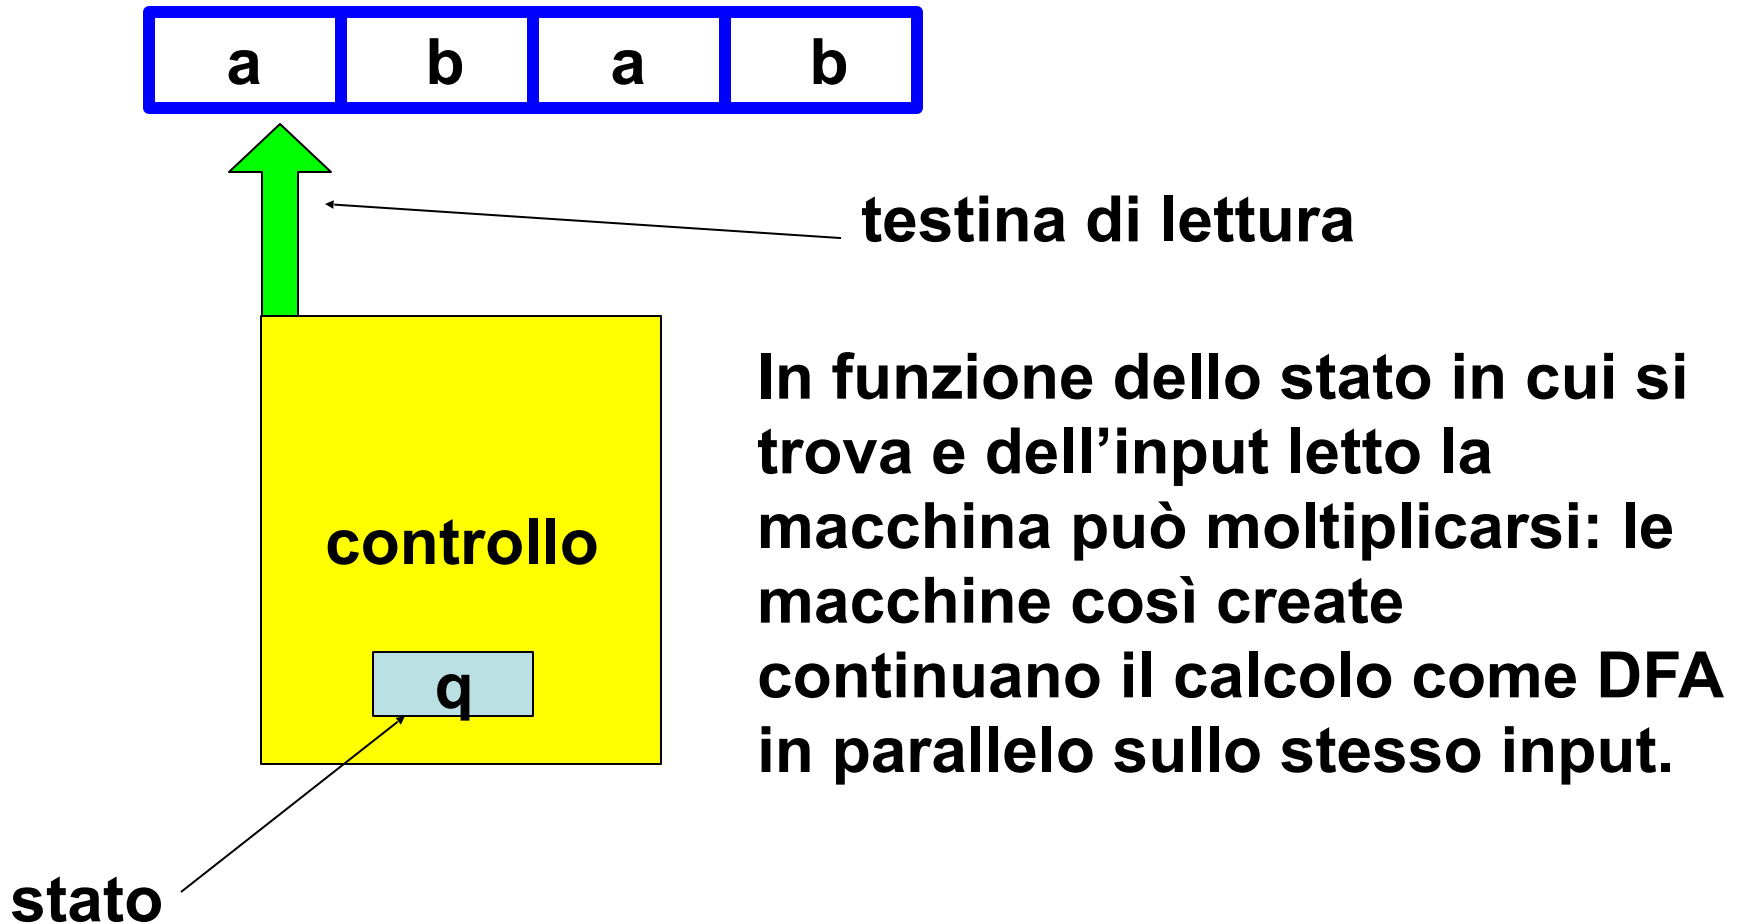 a b a b
testina di lettura
In funzione dello stato in cui si
trova e dell’input letto la
macchina può moltiplicarsi: le
macchine così create
continuano il calcolo come DFA
in parallelo sullo stesso input.
controllo
q
stato